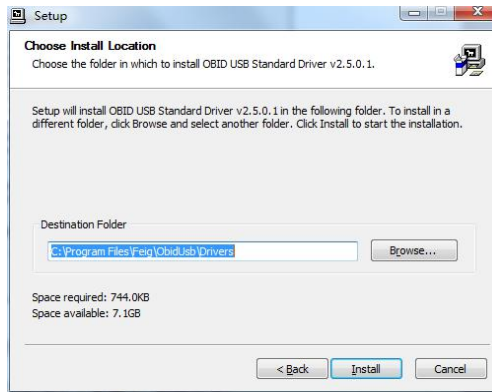 Setup
Choose Install Location
Choose the folder in which to install OBID USB Standard Driver v2.5.0.1.
Setup will install OBID USB Standard Driver v2.5.0.1 in the following folder. To install in a
different folder, click Browse and select another folder. Click Install to start the installation.
Destination Folder
C:\Program Files\Feig\ObidUsb\Drivers
Browse...
Space required: 744.0KB
Space available: 7.1GB
< Back
Install
Cancel